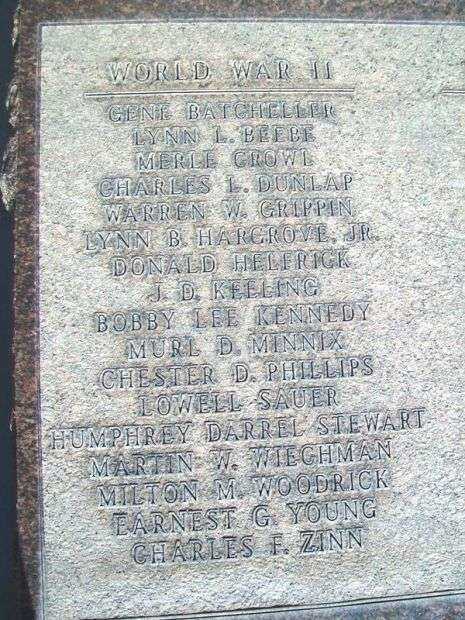 WORLD WAR II
GENE BATCHELLER
LYNN L. BEEBE
MERLE CROWL
CHARLES L. DUNLAP
WARREN W. GRIPPIN
LYNN B. HARGROVE, JR.
DONALD HELFRICK
J. D. KEELING
BOBBY LEE KENNEDY
MURL D. MINNIX
CHESTER D. PHILLIPS
LOWELL SAUER
HUMPHREY DARREL STEWART
MARTIN W. WIECHMAN
MILTON M. WOODRICK
EARNEST G. YOUNG
CHARLES F. ZINN